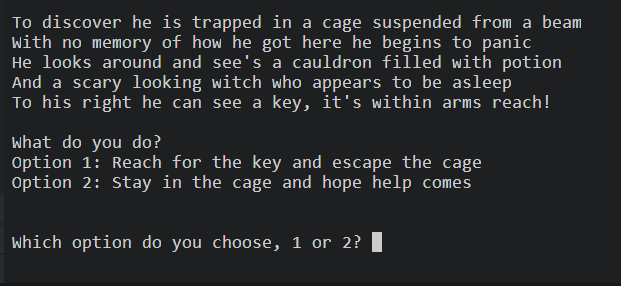 To discover he is trapped in a cage suspended from a beam
With no memory of how he got here he begins to panic
He looks around and see's a cauldron filled with potion
And a scary looking witch who appears to be asleep
To his right he can see a key, it's within arms reach!
What do you do?
Option 1: Reach for the key and escape the cage
Option 2: Stay in the cage and hope help comes
Which option do you choose, 1 or 2?